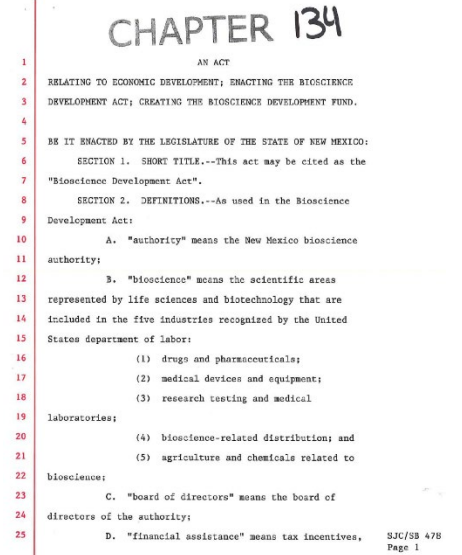 CHAPTER 134
1 AN ACT
2 RELATING TO ECONOMIC DEVELOPMENT; ENACTING THE BIOSCIENCE
3 DEVELOPMENT ACT; CREATING THE BIOSCIENCE DEVELOPMENT FUND.
4
5 BE IT ENACTED BY THE LEGISLATURE OF THE STATE OF NEW MEXICO:
6 SECTION 1. SHORT TITLE.--This act may be cited as the
7 "Bioscience Development Act".
8 SECTION 2. DEFINITIONS.--As used in the Bioscience
9 Development Act:
10 A. "authority" means the New Mexico bioscience
11 authority;
12 B. "bioscience" means the scientific areas
13 represented by life sciences and biotechnology that are
14 included in the five industries recognized by the United
15 States department of labor:
16 (1) drugs and pharmaceuticals;
17 (2) medical devices and equipment;
18 (3) research testing and medical
19 laboratories;
20 (4) bioscience-related distribution; and
21 (5) agriculture and chemicals related to
22 bioscience;
23 C. "board of directors" means the board of
24 directors of the authority;
25 D. "financial assistance" means tax incentives, SJC/SB 47B
Page 1